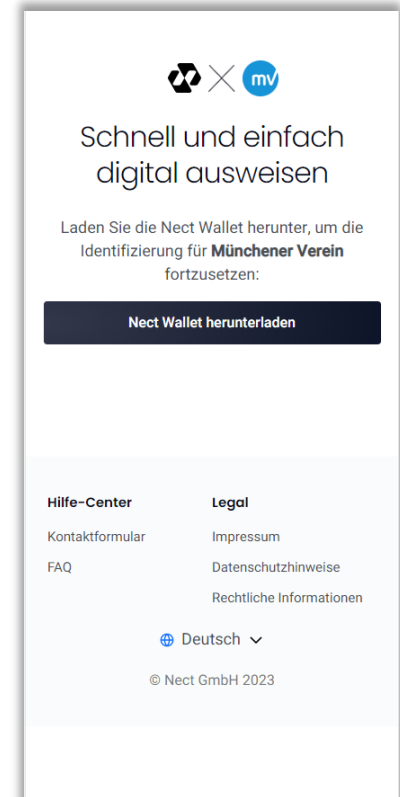 mv
Schnell und einfach
digital ausweisen
Laden Sie die Nect Wallet herunter, um die
Identifizierung für Münchener Verein
fortzusetzen:
Nect Wallet herunterladen
Hilfe-Center
Kontaktformular
FAQ
Legal
Impressum
Datenschutzhinweise
Rechtliche Informationen
Deutsch
© Nect GmbH 2023